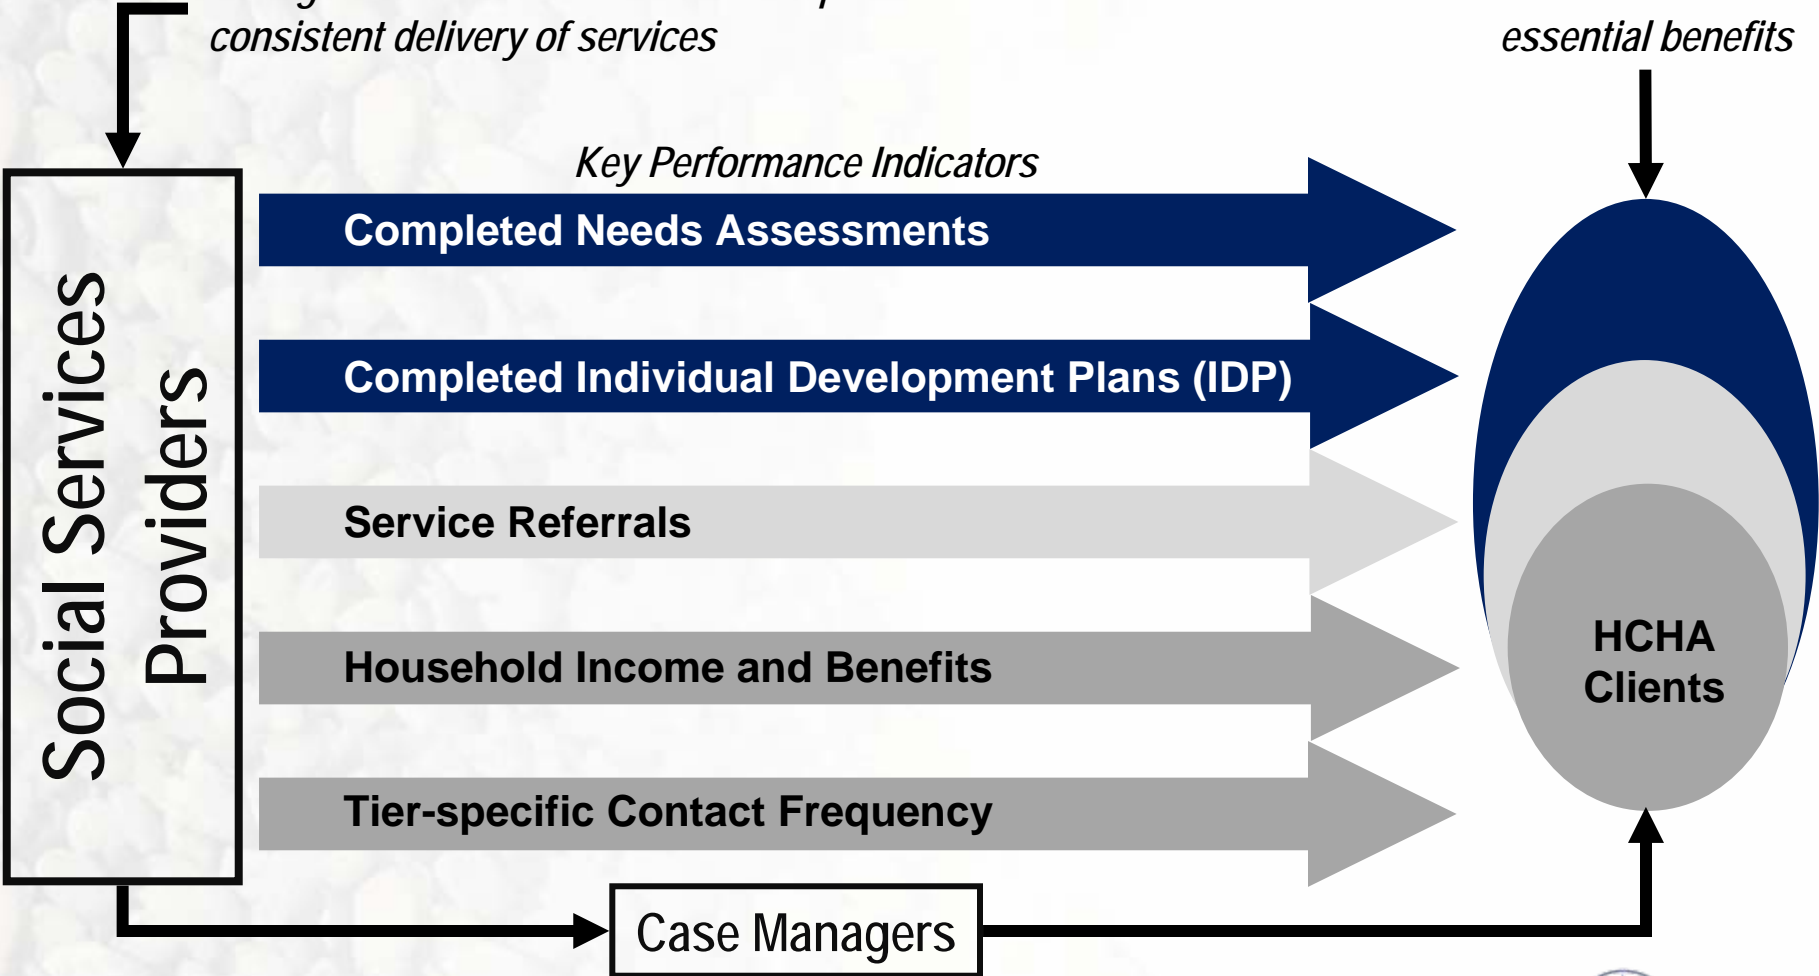 consistent delivery of services
essential benefits
Key Performance Indicators
Completed Needs Assessments
Completed Individual Development Plans (IDP)
Service Referrals
Household Income and Benefits
Tier-specific Contact Frequency
Social Services
Providers
HCHA
Clients
Case Managers